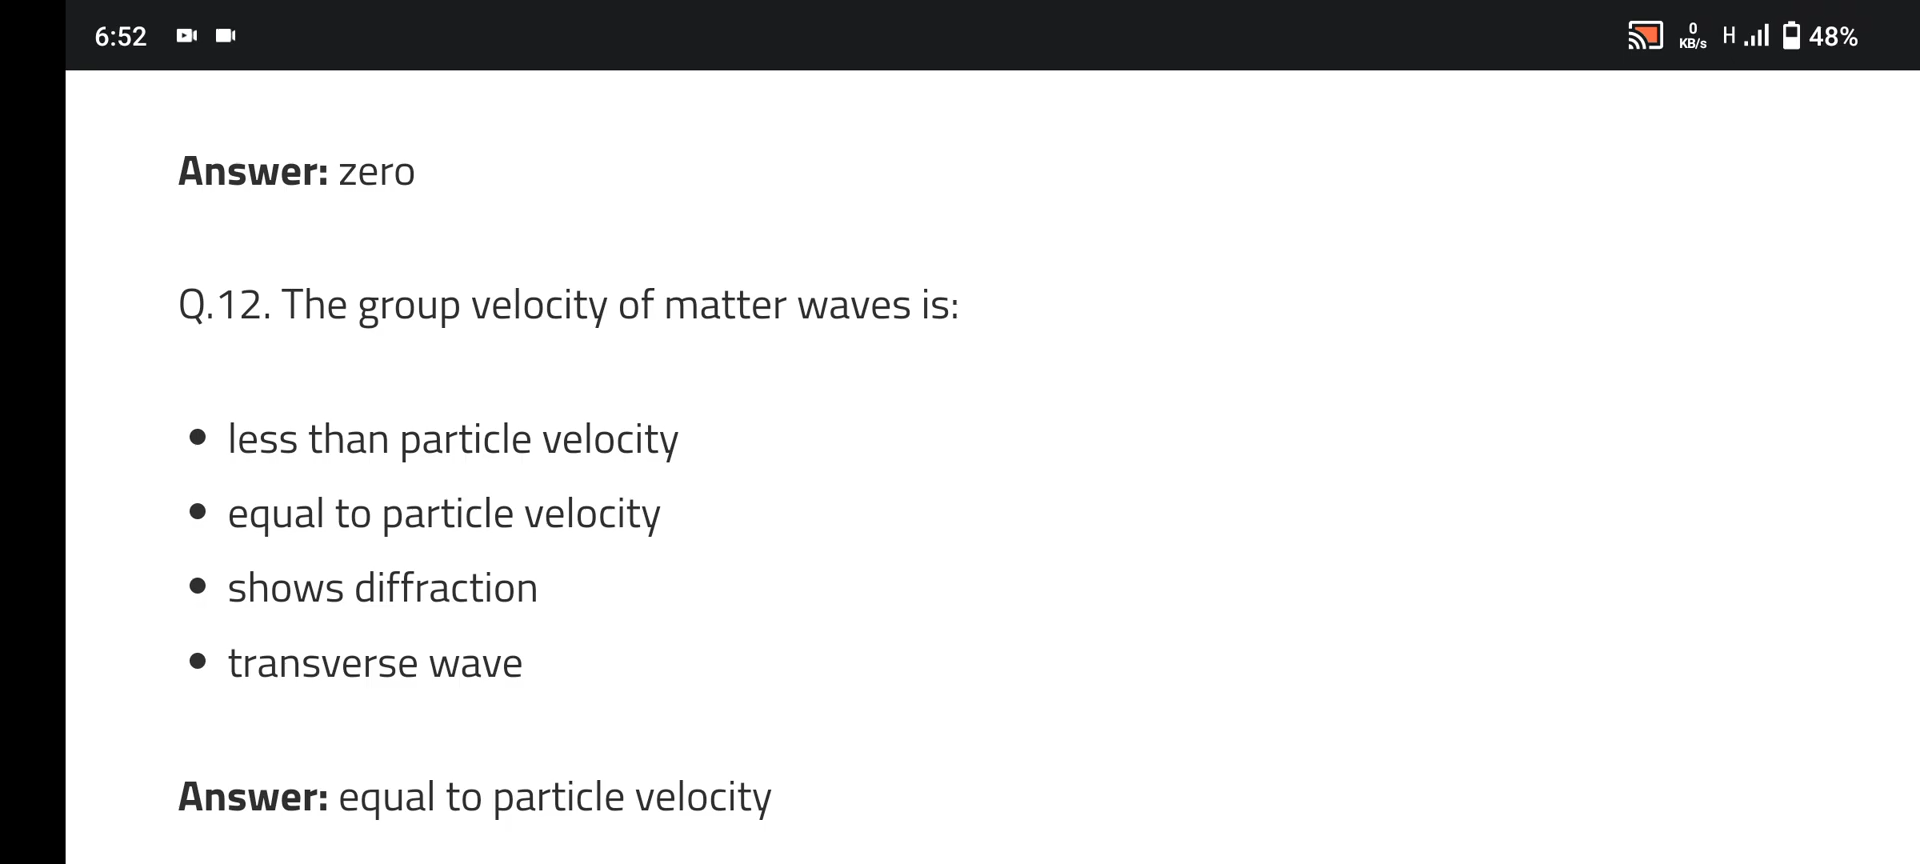 6:52
0
KB/s
H
48%
Answer: zero
Q.12. The group velocity of matter waves is:
• less than particle velocity
• equal to particle velocity
• shows diffraction
• transverse wave
Answer: equal to particle velocity